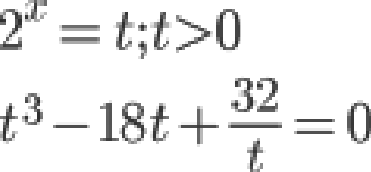 2^x = t; t>0
t^3 − 18t + 32/t = 0